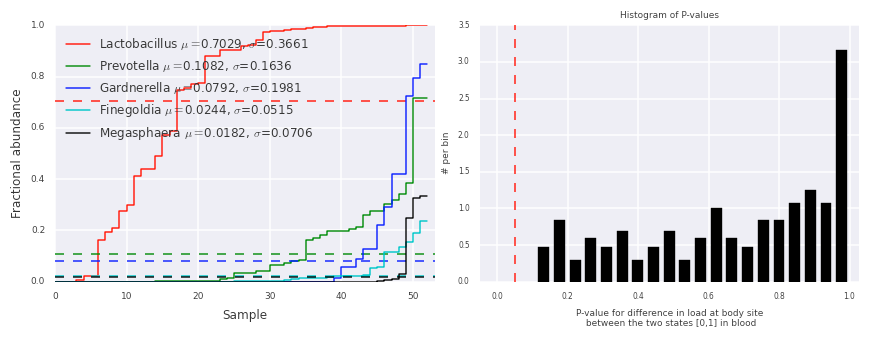 Lactobacillus μ=0.7029, σ=0.3661
Prevotella μ=0.1082, σ=0.1636
Gardnerella μ=0.0792, σ=0.1981
Finegoldia μ=0.0244, σ=0.0515
Megasphaera μ=0.0182, σ=0.0706
Fractional abundance
1.0
0.8
0.6
0.4
0.2
0.0
0 10 20 30 40 50
Sample
Histogram of P-values
# per bin
3.5
3.0
2.5
2.0
1.5
1.0
0.5
0.0
0.0 0.2 0.4 0.6 0.8 1.0
P-value for difference in load at body site
between the two states [0,1] in blood